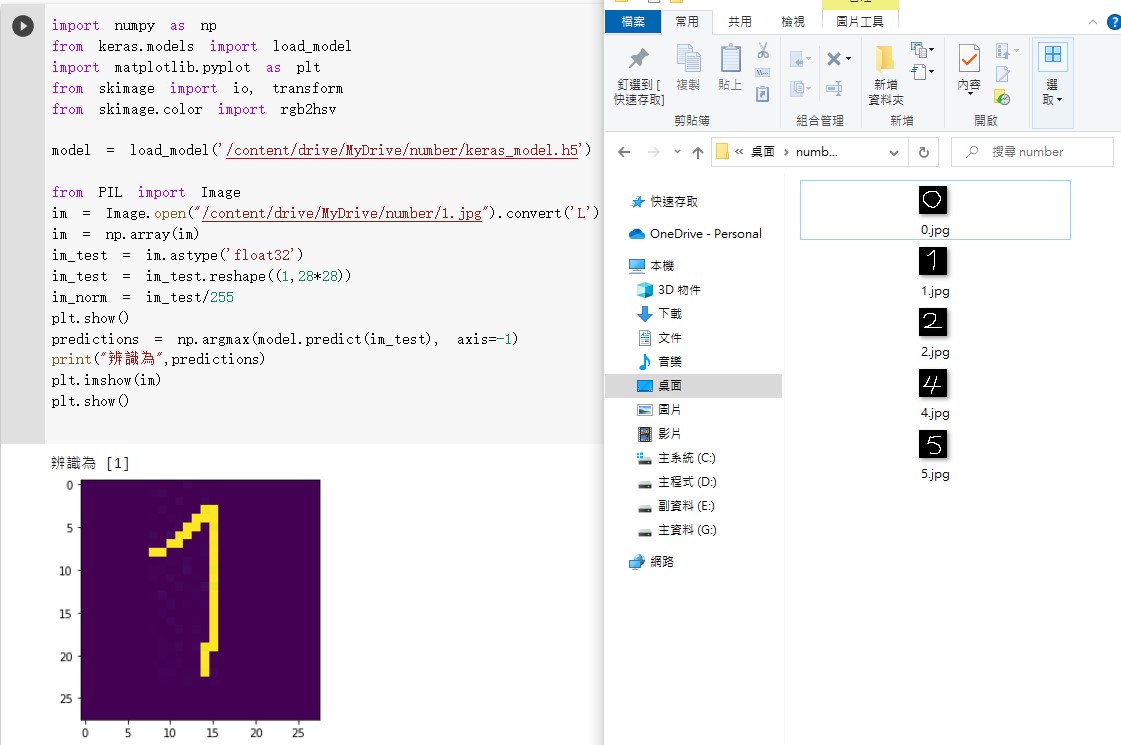 import numpy as np
from keras.models import load_model
import matplotlib.pyplot as plt
from skimage import io, transform
from skimage.color import rgb2hsv
model = load_model('/content/drive/MyDrive/number/keras_model.h5')
from PIL import Image
im = Image.open("/content/drive/MyDrive/number/1.jpg").convert('L')
im = np.array(im)
im_test = im.astype('float32')
im_test = im_test.reshape((1,28*28))
im_norm = im_test/255
plt.show()
predictions = np.argmax(model.predict(im_test), axis=-1)
print("辨識為",predictions)
plt.imshow(im)
plt.show()
辨識為 [1]
0
5
10
15
20
25
0 5 10 15 20 25
檔案 常用 共用 檢視 圖片工具
釘選到 [
快速存取]
複製
貼上
新增
資料夾
內容
選
取
剪貼簿 組合管理 新增 開啟
« 桌面 › numb...
搜尋 number
快速存取
OneDrive - Personal
本機
3D 物件
下載
文件
音樂
桌面
圖片
影片
主系統 (C:)
主程式 (D:)
副資料 (E:)
主資料 (G:)
網路
0
0.jpg
1
1.jpg
2
2.jpg
4
4.jpg
5
5.jpg